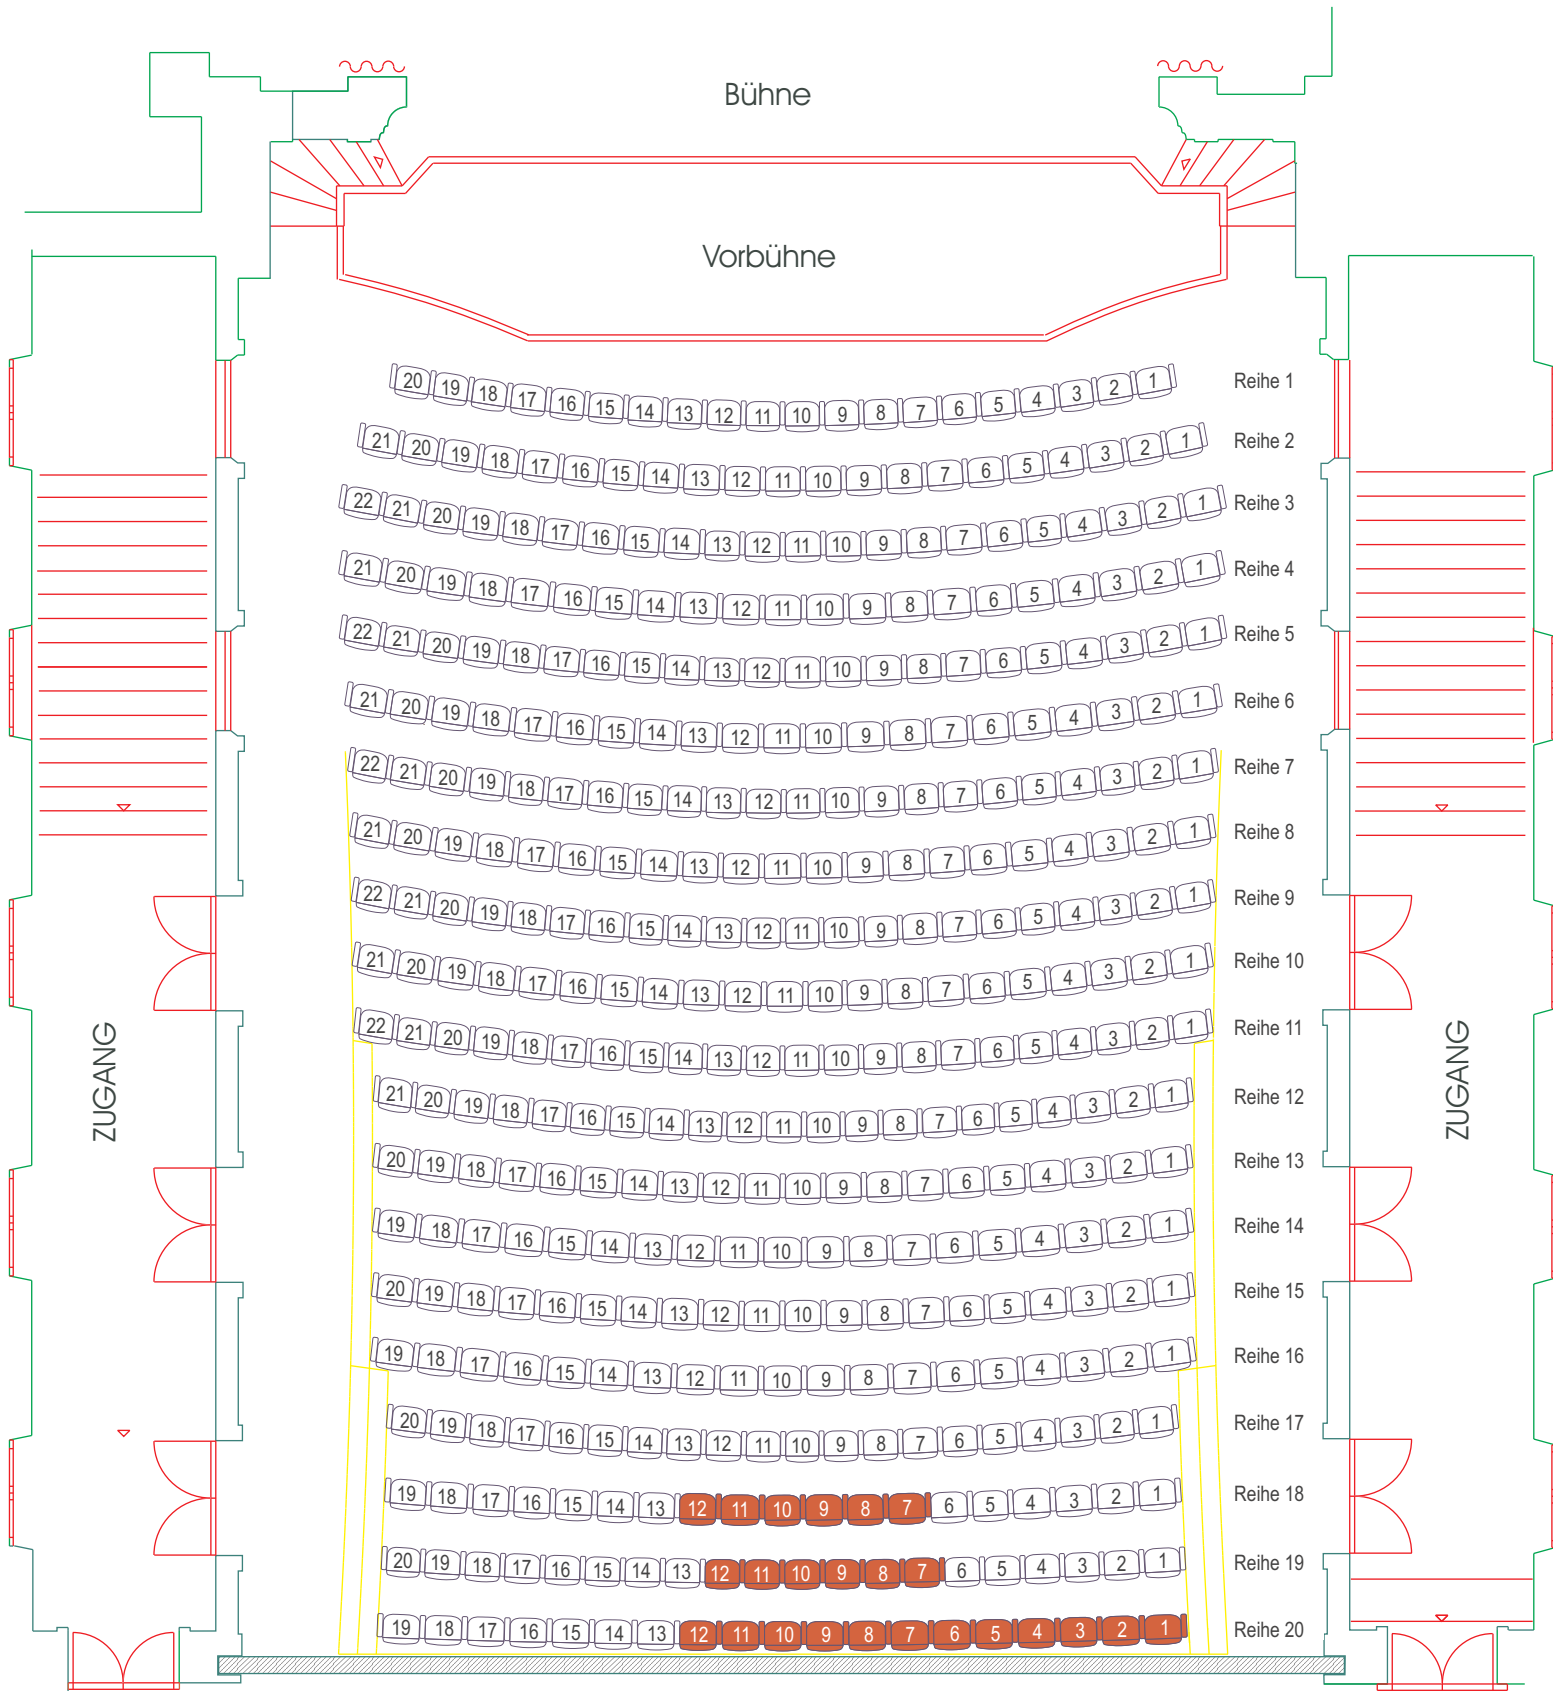 Bühne
Vorbühne
20 19 18 17 16 15 14 13 12 11 10 9 8 7 6 5 4 3 2 1 Reihe 1
21 20 19 18 17 16 15 14 13 12 11 10 9 8 7 6 5 4 3 2 1 Reihe 2
22 21 20 19 18 17 16 15 14 13 12 11 10 9 8 7 6 5 4 3 2 1 Reihe 3
21 20 19 18 17 16 15 14 13 12 11 10 9 8 7 6 5 4 3 2 1 Reihe 4
22 21 20 19 18 17 16 15 14 13 12 11 10 9 8 7 6 5 4 3 2 1 Reihe 5
21 20 19 18 17 16 15 14 13 12 11 10 9 8 7 6 5 4 3 2 1 Reihe 6
22 21 20 19 18 17 16 15 14 13 12 11 10 9 8 7 6 5 4 3 2 1 Reihe 7
21 20 19 18 17 16 15 14 13 12 11 10 9 8 7 6 5 4 3 2 1 Reihe 8
22 21 20 19 18 17 16 15 14 13 12 11 10 9 8 7 6 5 4 3 2 1 Reihe 9
21 20 19 18 17 16 15 14 13 12 11 10 9 8 7 6 5 4 3 2 1 Reihe 10
22 21 20 19 18 17 16 15 14 13 12 11 10 9 8 7 6 5 4 3 2 1 Reihe 11
ZUGANG
ZUGANG
21 20 19 18 17 16 15 14 13 12 11 10 9 8 7 6 5 4 3 2 1 Reihe 12
20 19 18 17 16 15 14 13 12 11 10 9 8 7 6 5 4 3 2 1 Reihe 13
19 18 17 16 15 14 13 12 11 10 9 8 7 6 5 4 3 2 1 Reihe 14
20 19 18 17 16 15 14 13 12 11 10 9 8 7 6 5 4 3 2 1 Reihe 15
19 18 17 16 15 14 13 12 11 10 9 8 7 6 5 4 3 2 1 Reihe 16
20 19 18 17 16 15 14 13 12 11 10 9 8 7 6 5 4 3 2 1 Reihe 17
19 18 17 16 15 14 13 12 11 10 9 8 7 6 5 4 3 2 1 Reihe 18
20 19 18 17 16 15 14 13 12 11 10 9 8 7 6 5 4 3 2 1 Reihe 19
19 18 17 16 15 14 13 12 11 10 9 8 7 6 5 4 3 2 1 Reihe 20